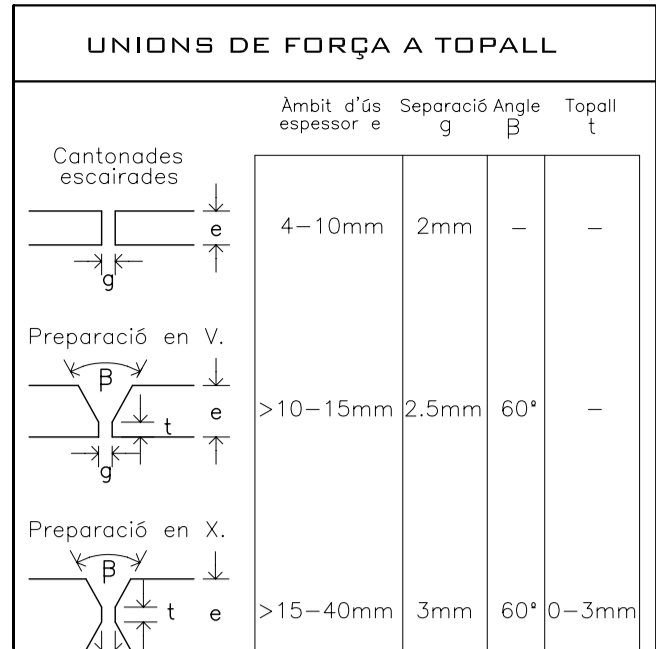 UNIONS DE FORÇA A TOPALL
Àmbit d'ús Separació Angle Topall
espessor e g β t
Cantonades
escairades
e 4-10mm 2mm - -
g
Preparació en V.
β
t e >10-15mm 2.5mm 60° -
g
Preparació en X.
β
t e >15-40mm 3mm 60° 0-3mm